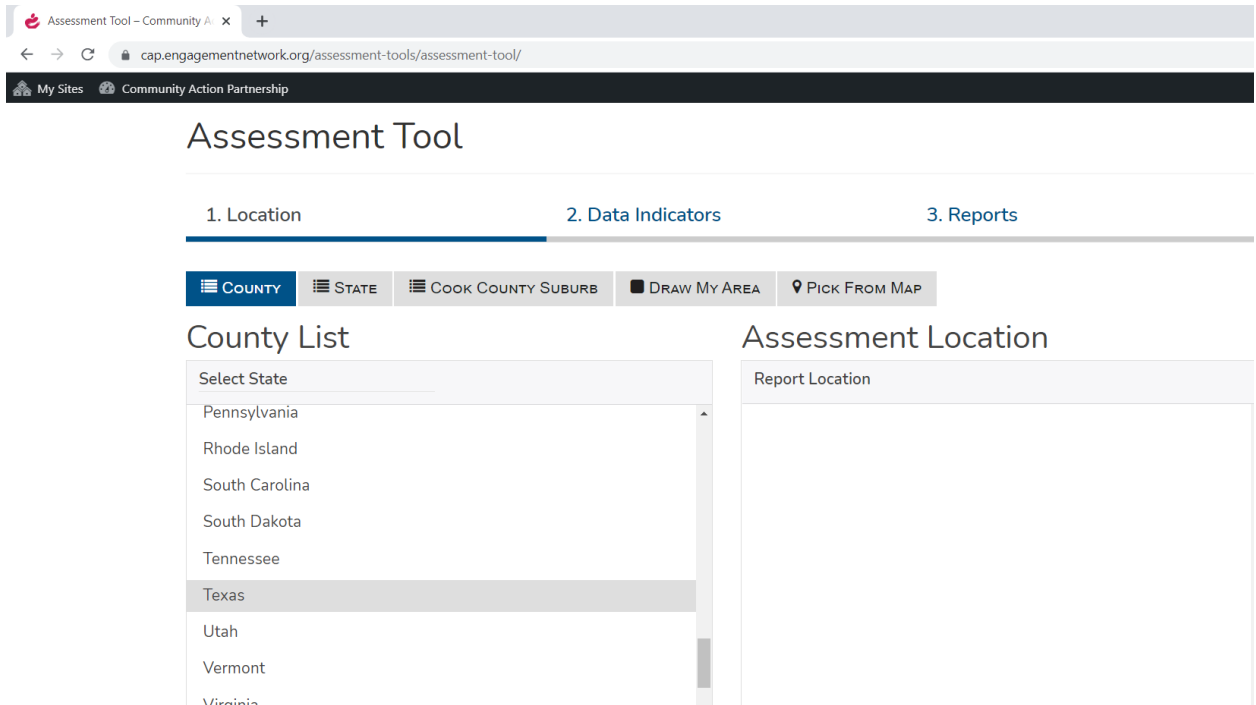 Assessment Tool – Community A
cap.engagementnetwork.org/assessment-tools/assessment-tool/
My Sites Community Action Partnership
Assessment Tool
1. Location 2. Data Indicators 3. Reports
County State Cook County Suburb Draw My Area Pick From Map
County List
Assessment Location
Select State
Report Location
Pennsylvania
Rhode Island
South Carolina
South Dakota
Tennessee
Texas
Utah
Vermont
Virginia